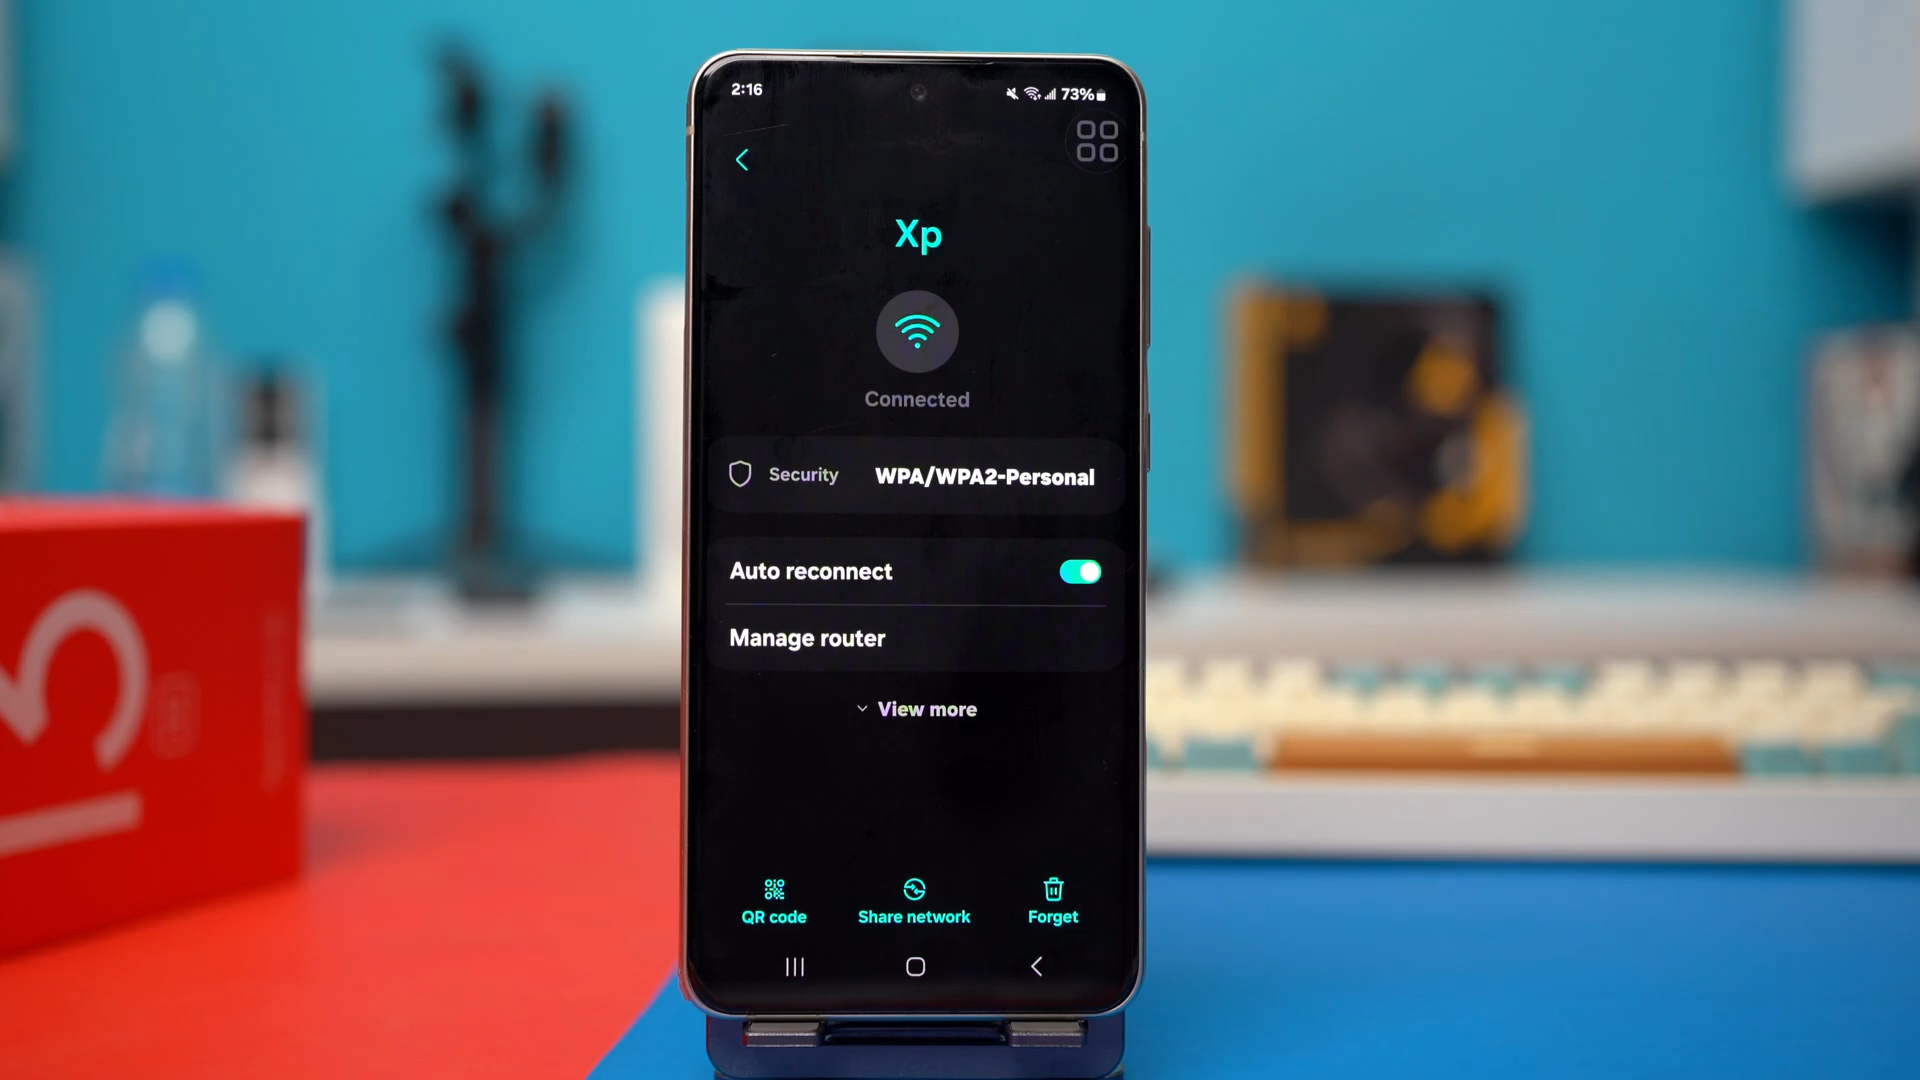 2:16
73%
Xp
Connected
Security WPA/WPA2-Personal
Auto reconnect
Manage router
View more
QR code Share network Forget
13